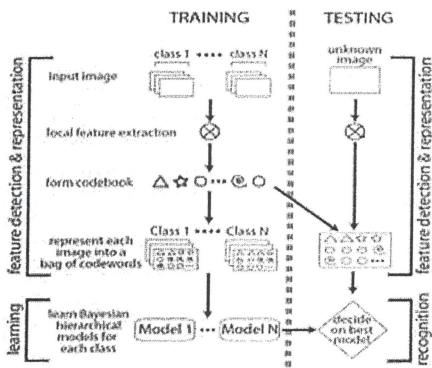 TRAINING
TESTING
class 1 •••• class N
unknown
image
Input image
local feature extraction
form codebook
Class 1 •••• Class N
represent each
image into a
bag of codewords
learn Bayesian
hierarchical
models for
each class
Model 1 ••• Model N
decide
on best
model
feature detection & representation
learning
feature detection & representation
recognition